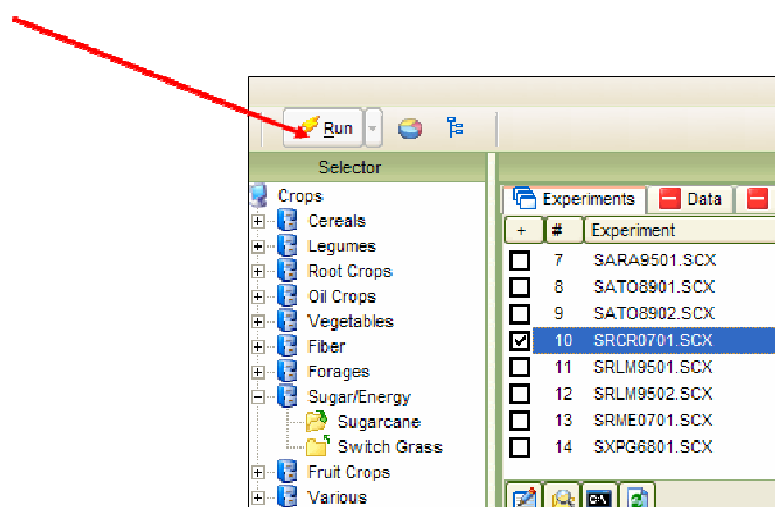 Run
Selector
Crops
Cereals
Legumes
Root Crops
Oil Crops
Vegetables
Fiber
Forages
Sugar/Energy
Sugarcane
Switch Grass
Fruit Crops
Various
Experiments Data
+ # Experiment
7 SARA9501.SCX
8 SATO8901.SCX
9 SATO8902.SCX
10 SRCR0701.SCX
11 SRLM9501.SCX
12 SRLM9502.SCX
13 SRME0701.SCX
14 SXPG6801.SCX
C:\